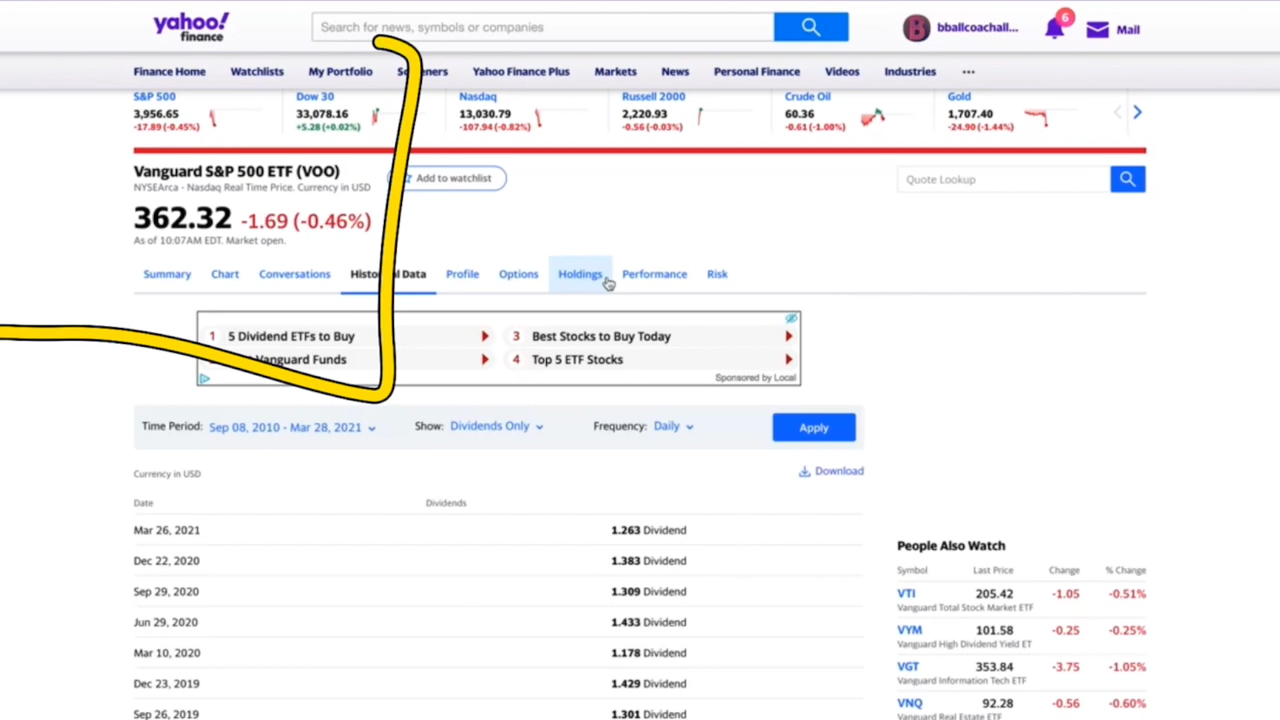 yahoo!
finance
Search for news, symbols or companies
B bballcoachall...
6
Mail
Finance Home Watchlists My Portfolio Sc eners Yahoo Finance Plus Markets News Personal Finance Videos Industries ...
S&P 500 Dow 30 Nasdaq Russell 2000 Crude Oil Gold
3,956.65 33,078.16 13,030.79 2,220.93 60.36 1,707.40
-17.89 (-0.45%) +5.28 (+0.02%) -107.94 (-0.82%) -0.56 (-0.03%) -0.61 (-1.00%) -24.90 (-1.44%)
Vanguard S&P 500 ETF (VOO)
NYSEArca - Nasdaq Real Time Price. Currency in USD
Add to watchlist
Quote Lookup
362.32 -1.69 (-0.46%)
As of 10:07AM EDT. Market open.
Summary Chart Conversations Historical Data Profile Options Holdings Performance Risk
1 5 Dividend ETFs to Buy 3 Best Stocks to Buy Today
Vanguard Funds 4 Top 5 ETF Stocks
Sponsored by Local
Time Period: Sep 08, 2010 - Mar 28, 2021 Show: Dividends Only Frequency: Daily Apply
Currency in USD Download
Date Dividends
Mar 26, 2021 1.263 Dividend
Dec 22, 2020 1.383 Dividend
Sep 29, 2020 1.309 Dividend
Jun 29, 2020 1.433 Dividend
Mar 10, 2020 1.178 Dividend
Dec 23, 2019 1.429 Dividend
Sep 26, 2019 1.301 Dividend
People Also Watch
Symbol Last Price Change % Change
VTI 205.42 -1.05 -0.51%
Vanguard Total Stock Market ETF
VYM 101.58 -0.25 -0.25%
Vanguard High Dividend Yield ET
VGT 353.84 -3.75 -1.05%
Vanguard Information Tech ETF
VNQ 92.28 -0.56 -0.60%
Vanguard Real Estate ETF